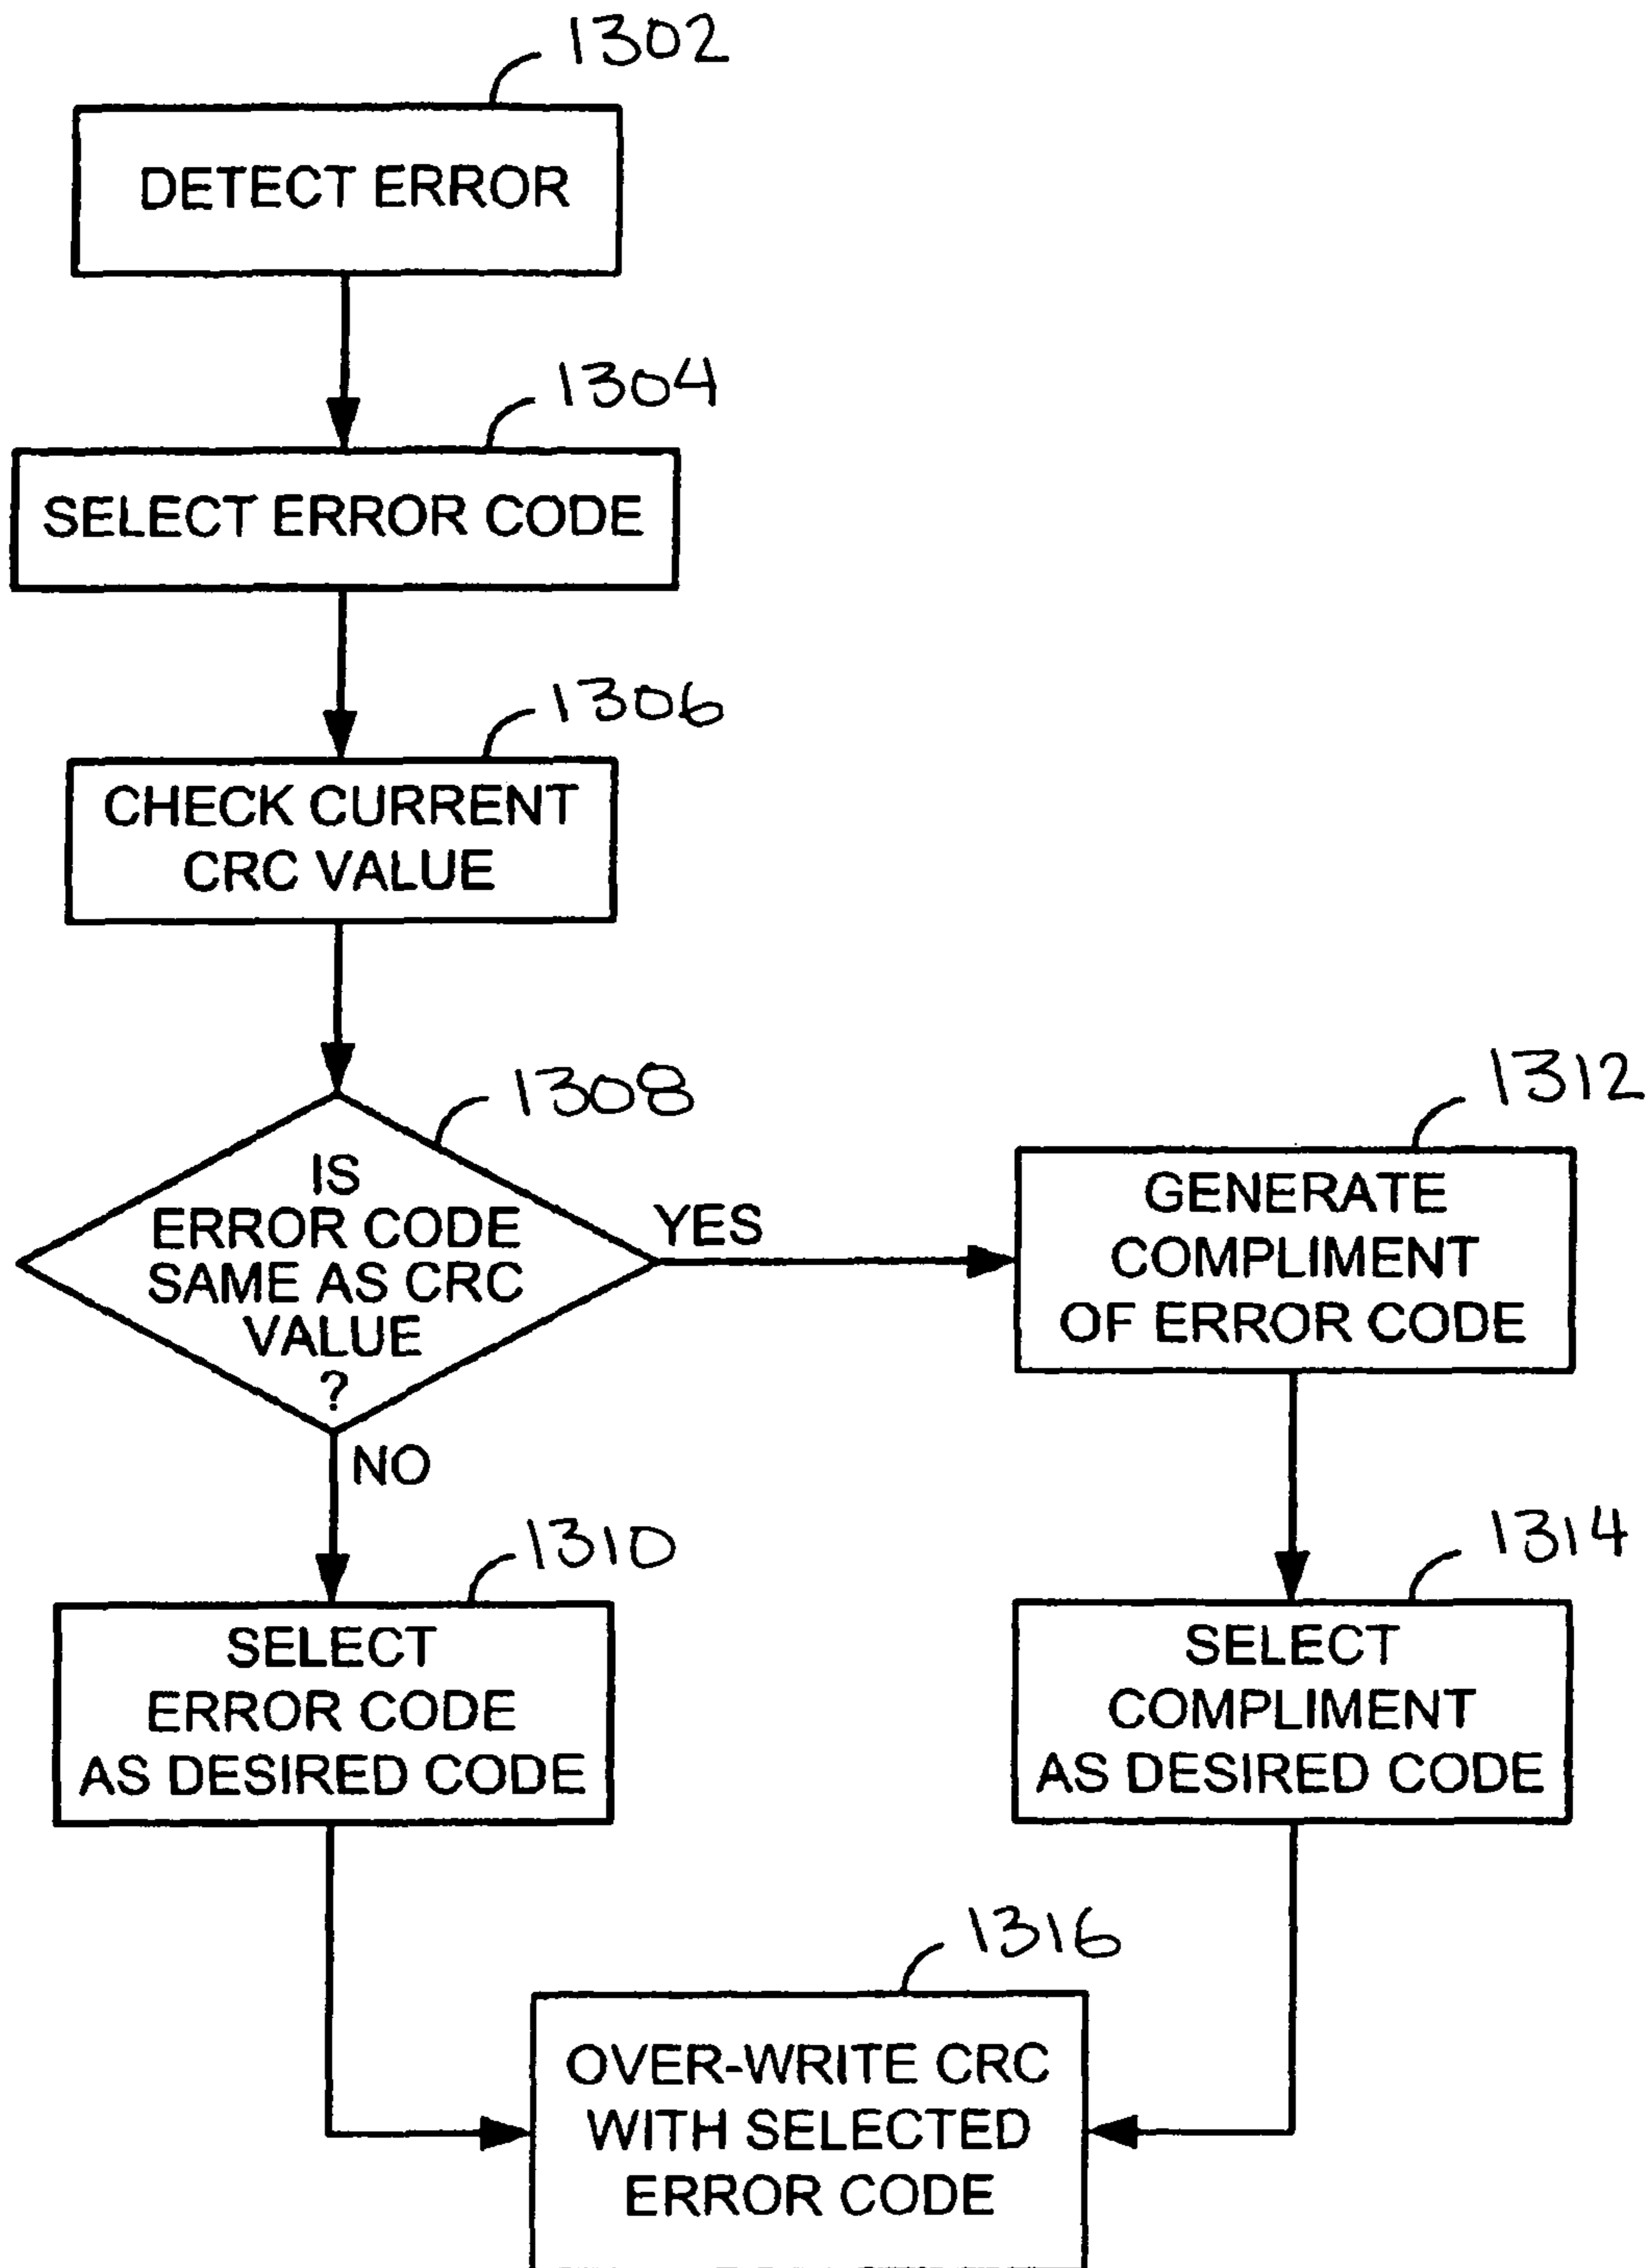 1302
DETECT ERROR
1304
SELECT ERROR CODE
1306
CHECK CURRENT
CRC VALUE
1308
IS
ERROR CODE
SAME AS CRC
VALUE
?
YES
NO
1312
GENERATE
COMPLIMENT
OF ERROR CODE
1310
SELECT
ERROR CODE
AS DESIRED CODE
1314
SELECT
COMPLIMENT
AS DESIRED CODE
1316
OVER-WRITE CRC
WITH SELECTED
ERROR CODE